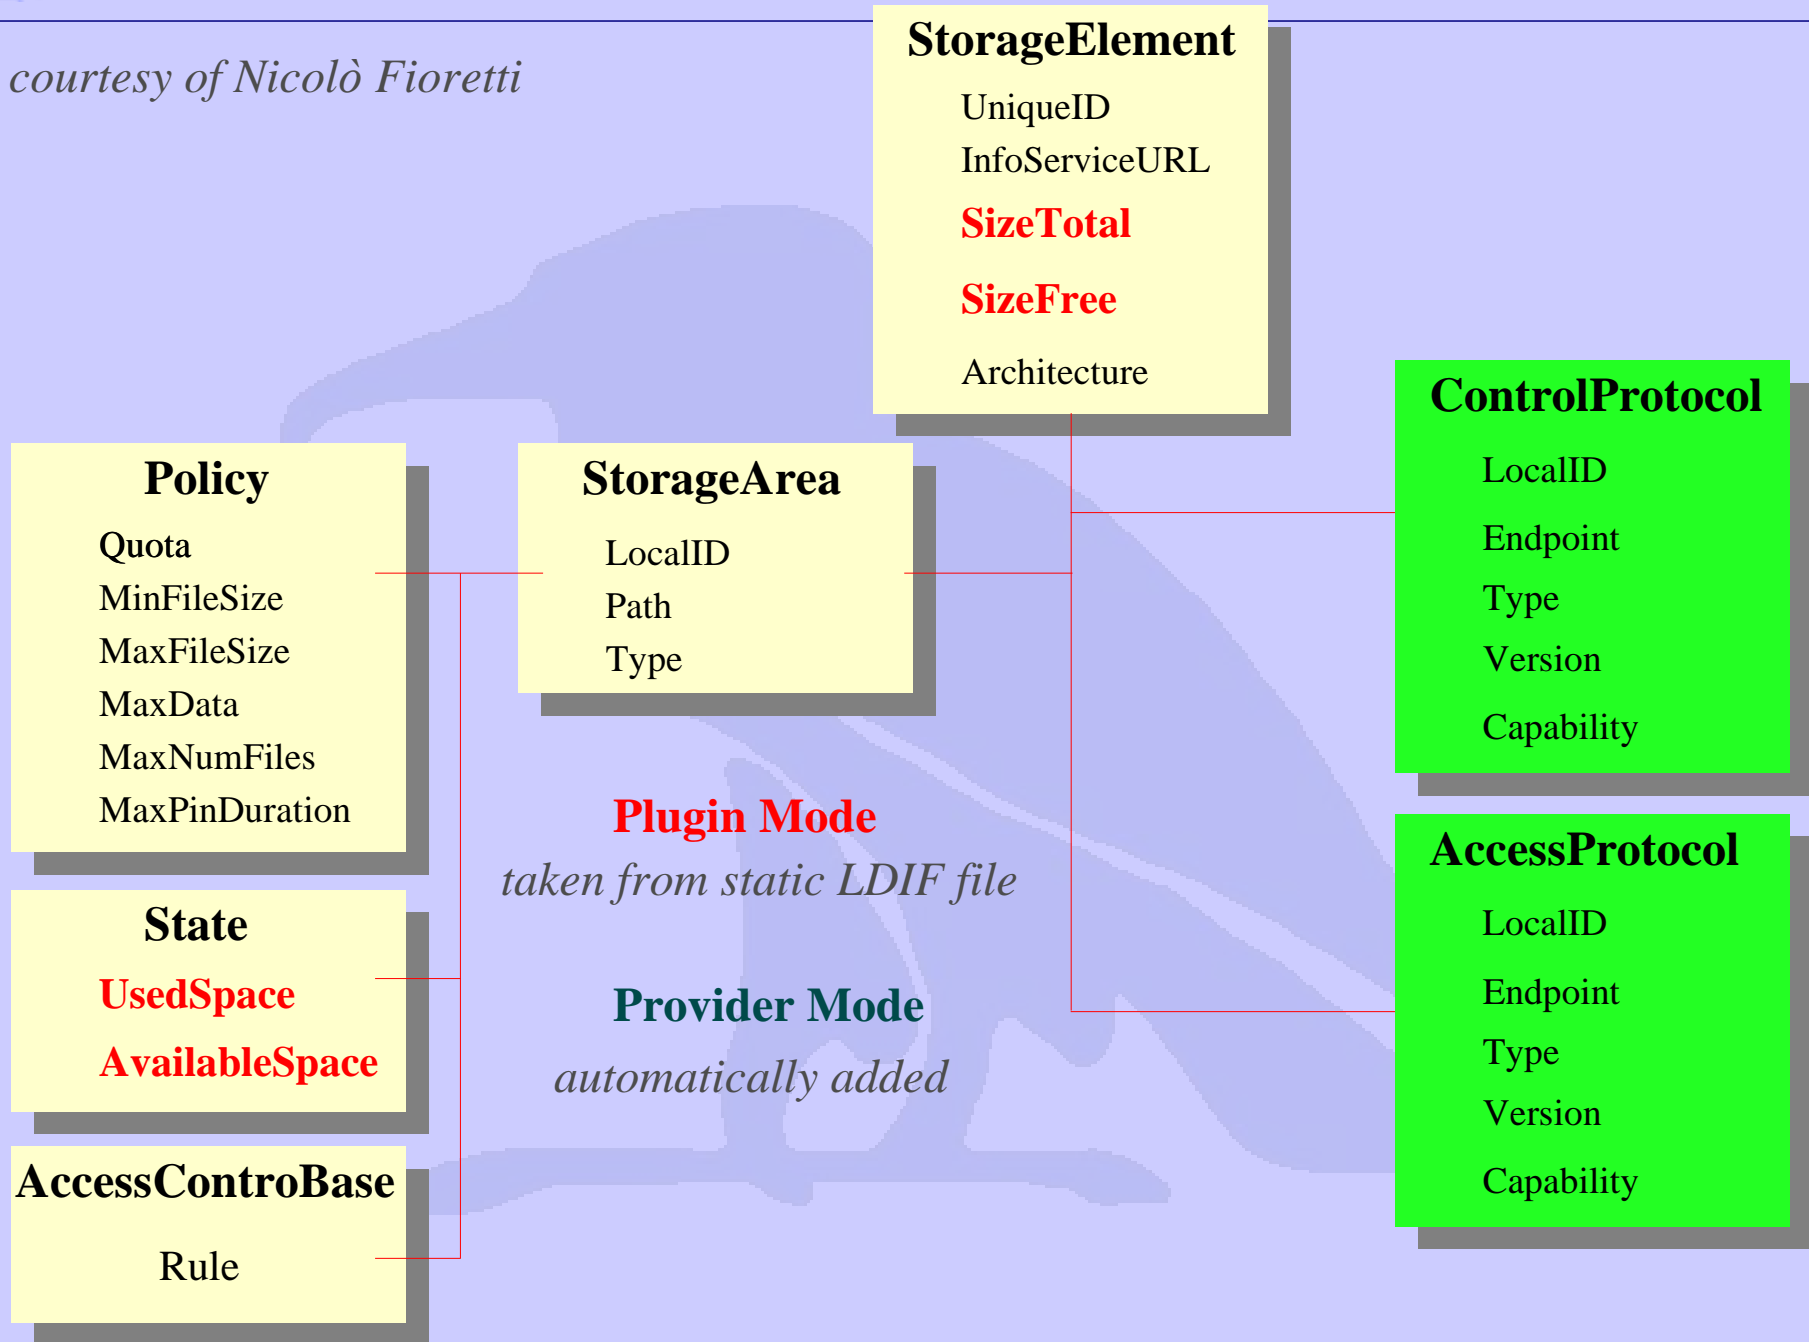 courtesy of Nicolò Fioretti
StorageElement
UniqueID
InfoServiceURL
SizeTotal
SizeFree
Architecture
Policy
Quota
MinFileSize
MaxFileSize
MaxData
MaxNumFiles
MaxPinDuration
StorageArea
LocalID
Path
Type
ControlProtocol
LocalID
Endpoint
Type
Version
Capability
Plugin Mode
taken from static LDIF file
Provider Mode
automatically added
State
UsedSpace
AvailableSpace
AccessControBase
Rule
AccessProtocol
LocalID
Endpoint
Type
Version
Capability